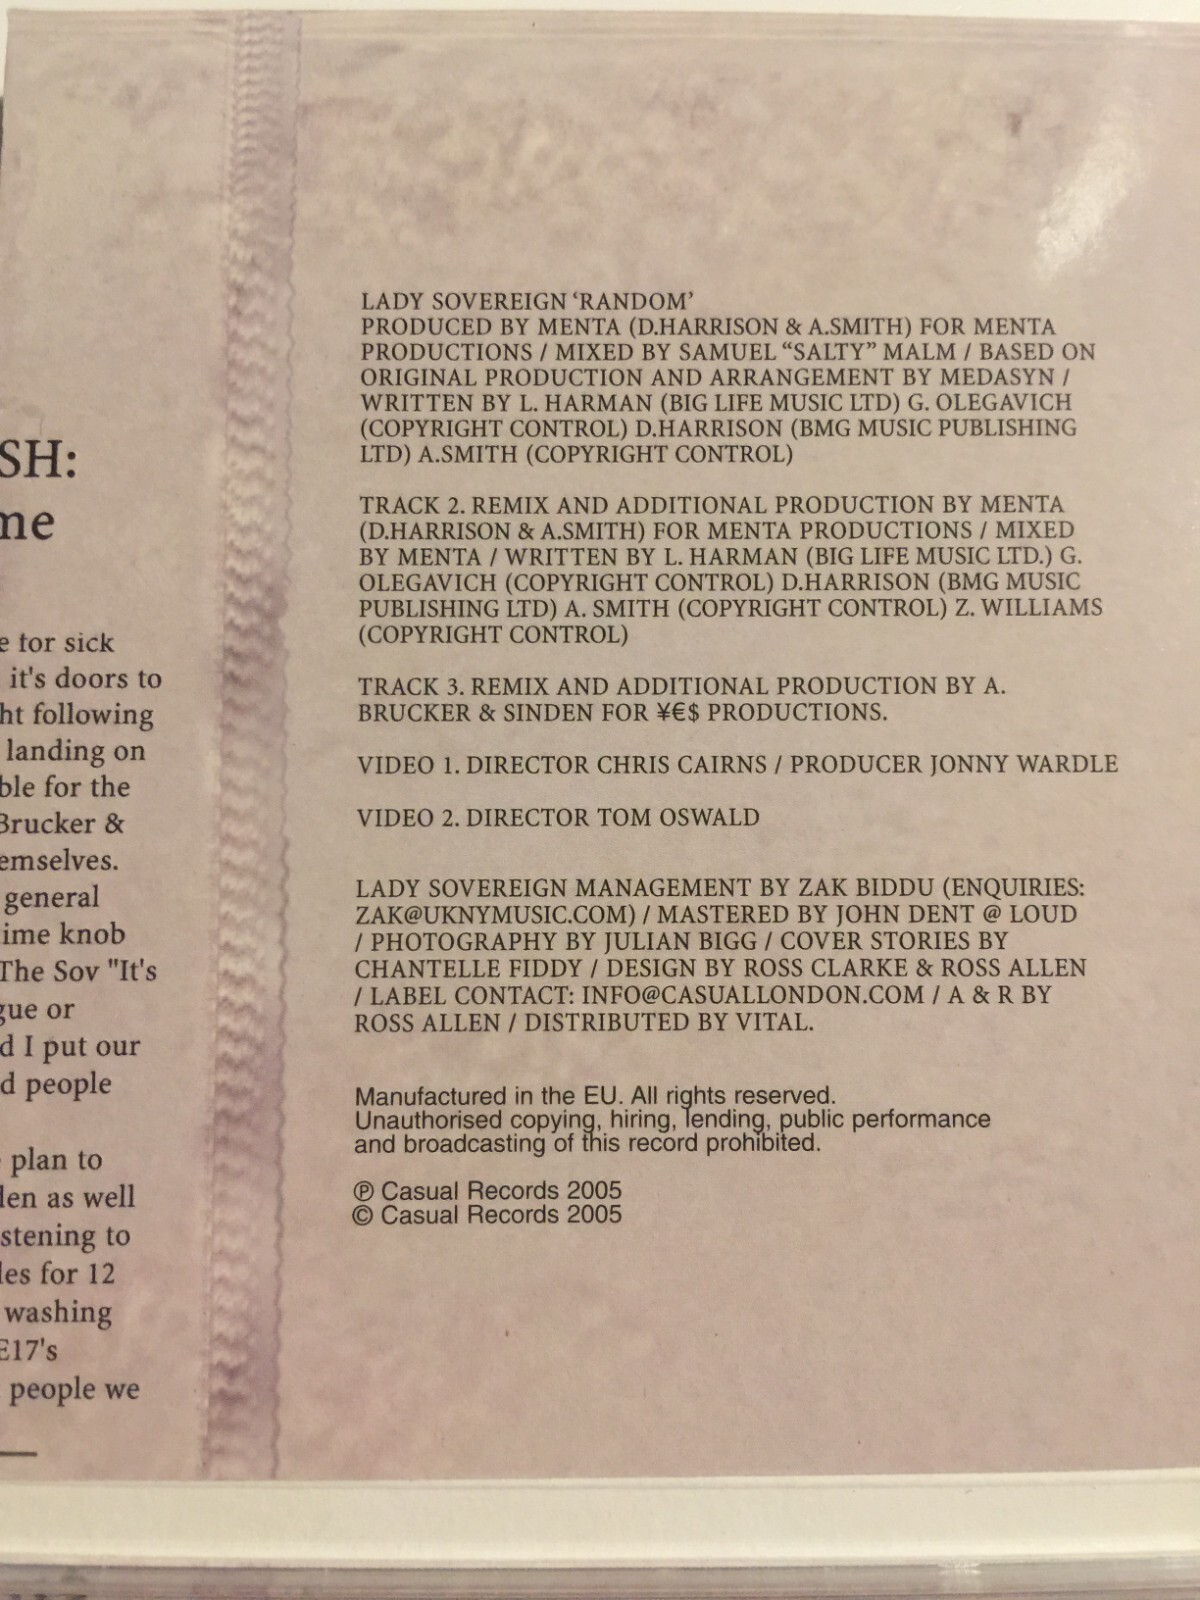 SH:
me
e for sick
it's doors to
ht following
landing on
ble for the
Brucker &
emselves.
general
ime knob
The Sov "It's
gue or
d I put our
d people
plan to
len as well
stening to
les for 12
washing
E17's
people we
LADY SOVEREIGN ‘RANDOM’
PRODUCED BY MENTA (D.HARRISON & A.SMITH) FOR MENTA
PRODUCTIONS / MIXED BY SAMUEL “SALTY” MALM / BASED ON
ORIGINAL PRODUCTION AND ARRANGEMENT BY MEDASYN /
WRITTEN BY L. HARMAN (BIG LIFE MUSIC LTD) G. OLEGAVICH
(COPYRIGHT CONTROL) D.HARRISON (BMG MUSIC PUBLISHING
LTD) A.SMITH (COPYRIGHT CONTROL)
TRACK 2. REMIX AND ADDITIONAL PRODUCTION BY MENTA
(D.HARRISON & A.SMITH) FOR MENTA PRODUCTIONS / MIXED
BY MENTA / WRITTEN BY L. HARMAN (BIG LIFE MUSIC LTD.) G.
OLEGAVICH (COPYRIGHT CONTROL) D.HARRISON (BMG MUSIC
PUBLISHING LTD) A. SMITH (COPYRIGHT CONTROL) Z. WILLIAMS
(COPYRIGHT CONTROL)
TRACK 3. REMIX AND ADDITIONAL PRODUCTION BY A.
BRUCKER & SINDEN FOR ¥€$ PRODUCTIONS.
VIDEO 1. DIRECTOR CHRIS CAIRNS / PRODUCER JONNY WARDLE
VIDEO 2. DIRECTOR TOM OSWALD
LADY SOVEREIGN MANAGEMENT BY ZAK BIDDU (ENQUIRIES:
ZAK@UKNYMUSIC.COM) / MASTERED BY JOHN DENT @ LOUD
/ PHOTOGRAPHY BY JULIAN BIGG / COVER STORIES BY
CHANTELLE FIDDY / DESIGN BY ROSS CLARKE & ROSS ALLEN
/ LABEL CONTACT: INFO@CASUALLONDON.COM / A & R BY
ROSS ALLEN / DISTRIBUTED BY VITAL.
Manufactured in the EU. All rights reserved.
Unauthorised copying, hiring, lending, public performance
and broadcasting of this record prohibited.
℗ Casual Records 2005
© Casual Records 2005